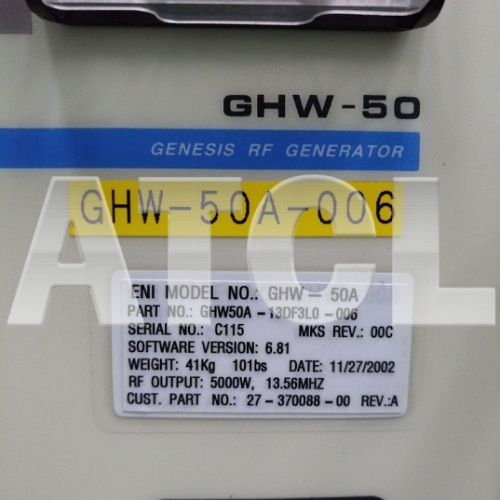 GHW-50
GENESIS RF GENERATOR
GHW-50A-006
ATCL
ENI MODEL NO.: GHW - 50A
PART NO.: GHW50A -13DF3L0 -006
SERIAL NO.: C115 MKS REV.: 00C
SOFTWARE VERSION: 6.81
WEIGHT: 41Kg 101bs DATE: 11/27/2002
RF OUTPUT: 5000W, 13.56MHZ
CUST. PART NO.: 27 -370088 -00 REV.:A